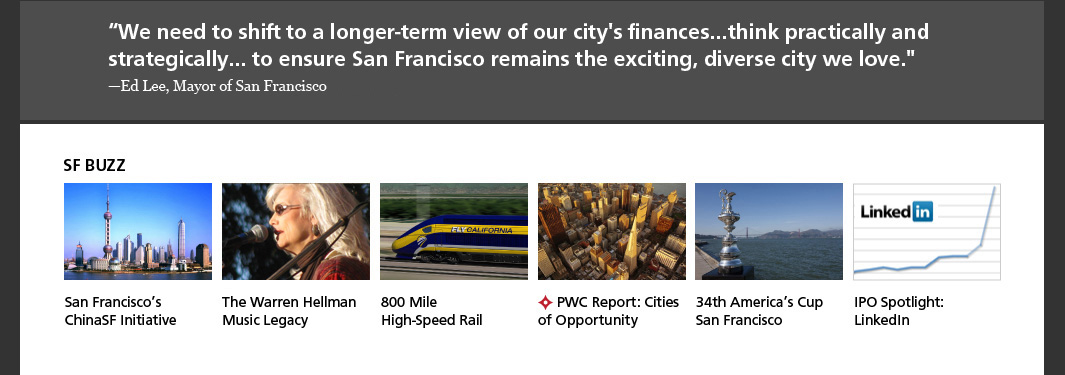 “We need to shift to a longer-term view of our city's finances...think practically and
strategically... to ensure San Francisco remains the exciting, diverse city we love."
—Ed Lee, Mayor of San Francisco
SF BUZZ
FLY CALIFORNIA
Linked in
San Francisco’s
ChinaSF Initiative
The Warren Hellman
Music Legacy
800 Mile
High-Speed Rail
PWC Report: Cities
of Opportunity
34th America’s Cup
San Francisco
IPO Spotlight:
LinkedIn